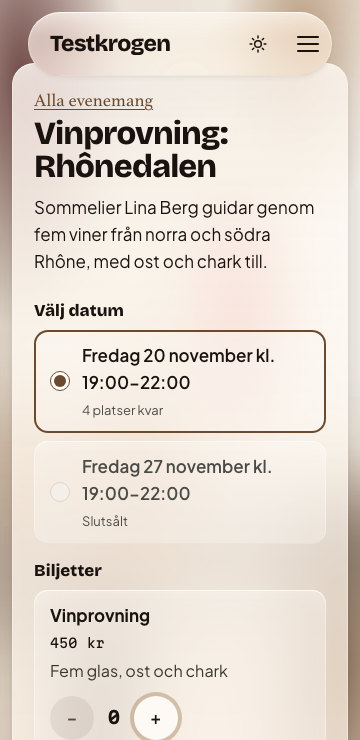 Testkrogen
Alla evenemang
Vinprovning:
Rhônedalen
Sommelier Lina Berg guidar genom
fem viner från norra och södra
Rhône, med ost och chark till.
Välj datum
Fredag 20 november kl.
19:00–22:00
4 platser kvar
Fredag 27 november kl.
19:00–22:00
Slutsålt
Biljetter
Vinprovning
450 kr
Fem glas, ost och chark
– 0 +